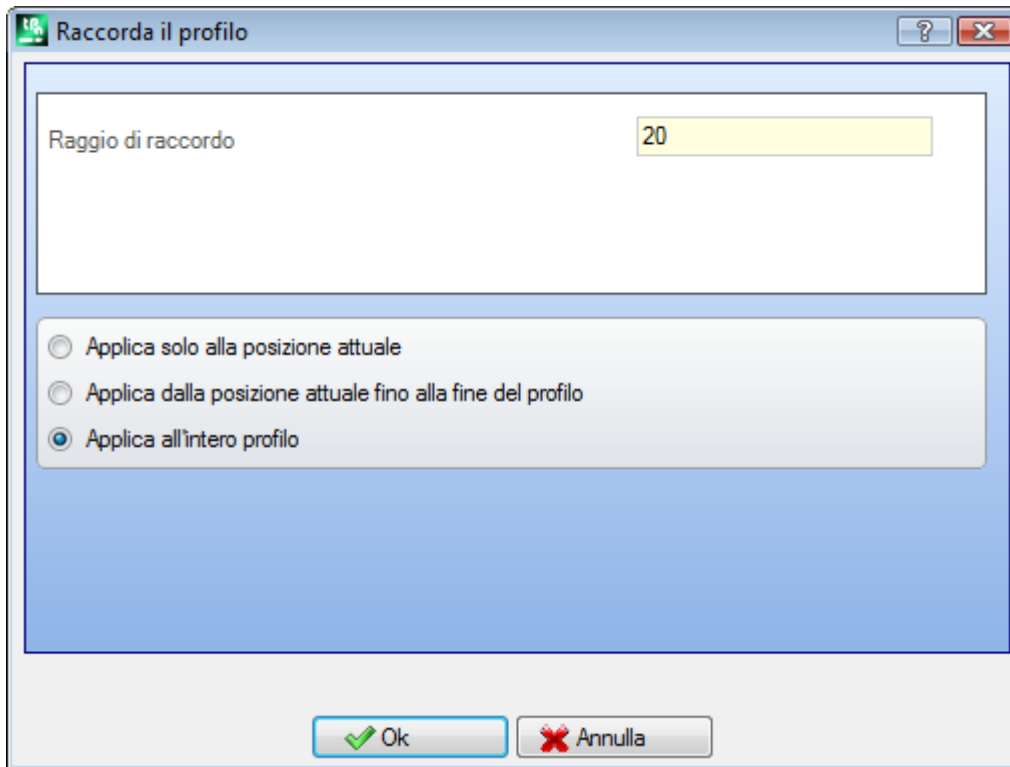 Raccorda il profilo
Raggio di raccordo 20
Applica solo alla posizione attuale
Applica dalla posizione attuale fino alla fine del profilo
Applica all'intero profilo
Ok Annulla